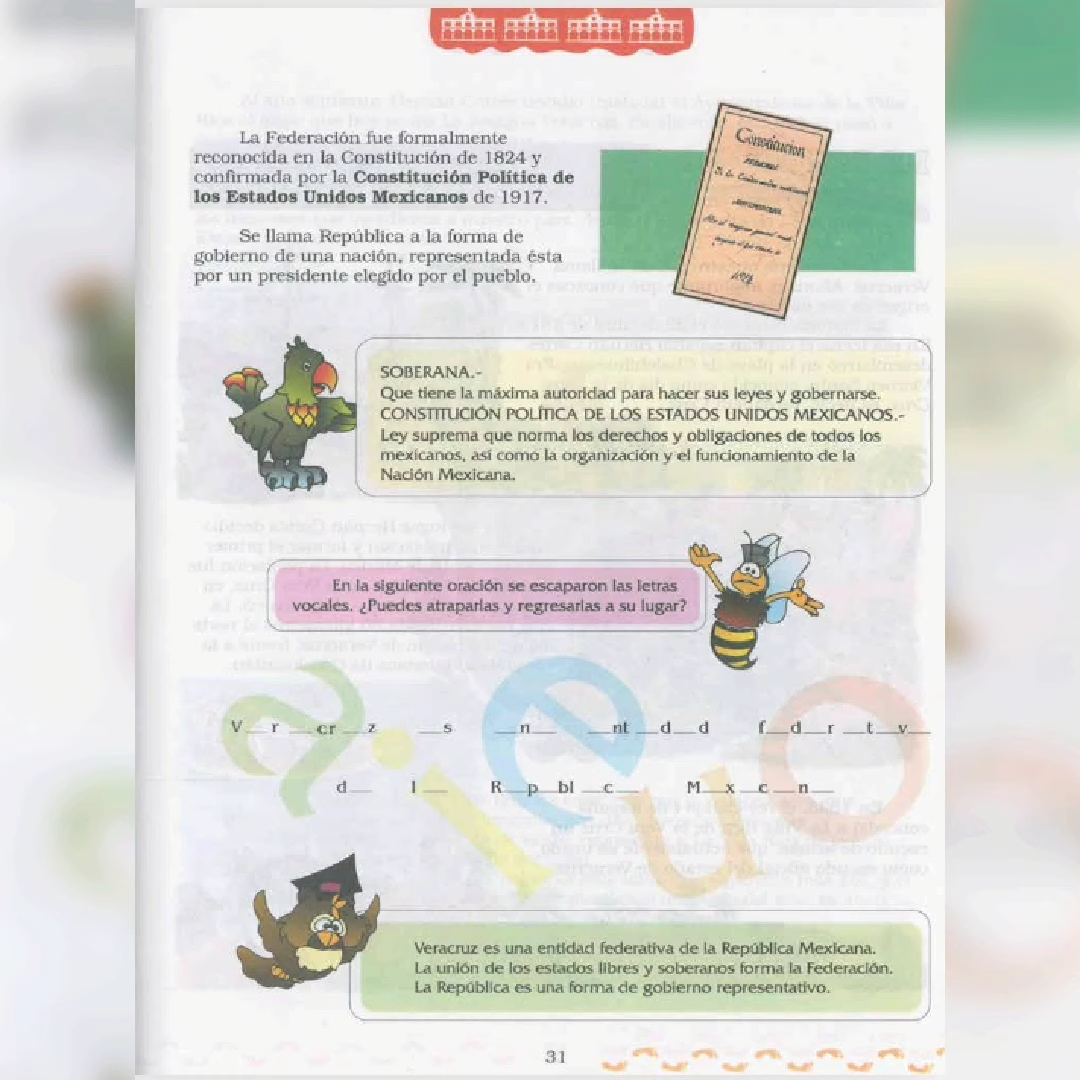 La Federación fue formalmente
reconocida en la Constitución de 1824 y
confirmada por la Constitución Política de
los Estados Unidos Mexicanos de 1917.
Se llama República a la forma de
gobierno de una nación, representada ésta
por un presidente elegido por el pueblo.
Constitucion
SOBERANA.-
Que tiene la máxima autoridad para hacer sus leyes y gobernarse.
CONSTITUCIÓN POLÍTICA DE LOS ESTADOS UNIDOS MEXICANOS.-
Ley suprema que norma los derechos y obligaciones de todos los
mexicanos, así como la organización y el funcionamiento de la
Nación Mexicana.
En la siguiente oración se escaparon las letras
vocales. ¿Puedes atraparlas y regresarlas a su lugar?
V__r__cr__z __s __n__ __nt__d__d f__d__r__t__v__
d__ l__ R__p__bl__c__ M__x__c__n__
a i e u o
Veracruz es una entidad federativa de la República Mexicana.
La unión de los estados libres y soberanos forma la Federación.
La República es una forma de gobierno representativo.
31